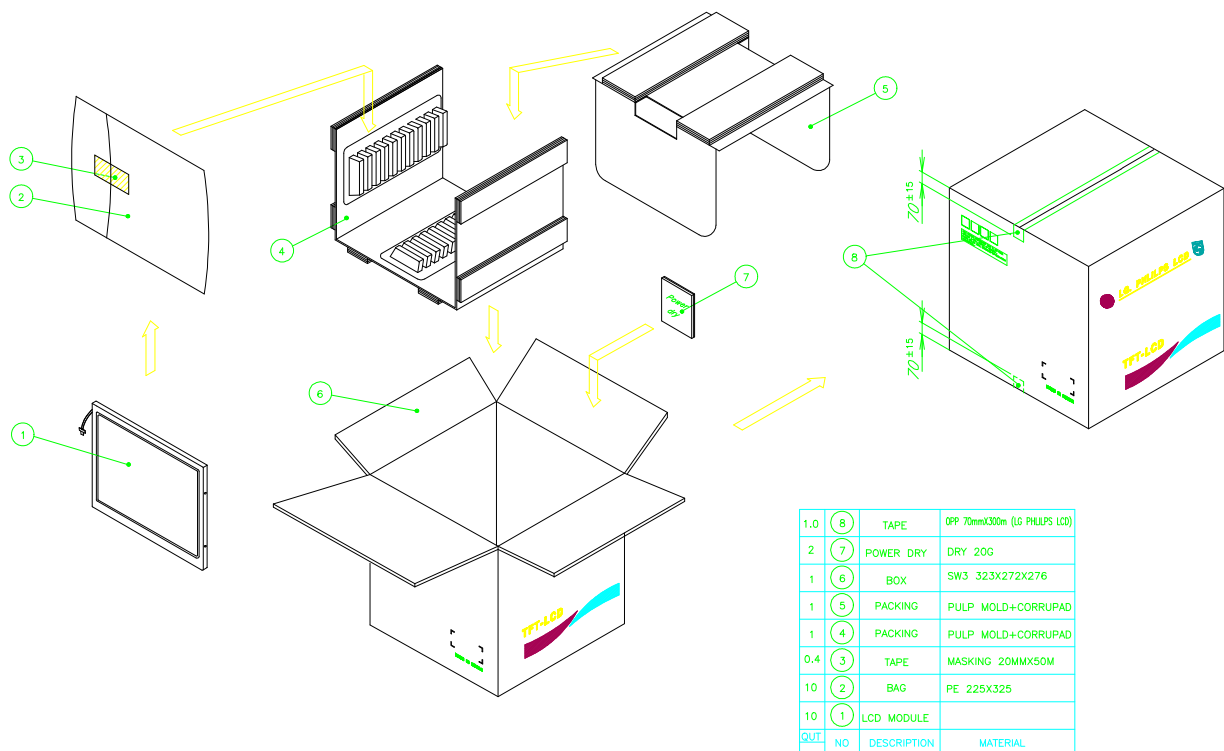 3
2
1
4
5
7
power
dry
6
TFT-LCD
8
70±15
70±15
LG. PHILIPS LCD
TFT-LCD
1.0 8 TAPE OPP 70mmX300m (LG PHILIPS LCD)
2 7 POWER DRY DRY 20G
1 6 BOX SW3 323X272X276
1 5 PACKING PULP MOLD+CORRUPAD
1 4 PACKING PULP MOLD+CORRUPAD
0.4 3 TAPE MASKING 20MMX50M
10 2 BAG PE 225X325
10 1 LCD MODULE
QUT NO DESCRIPTION MATERIAL